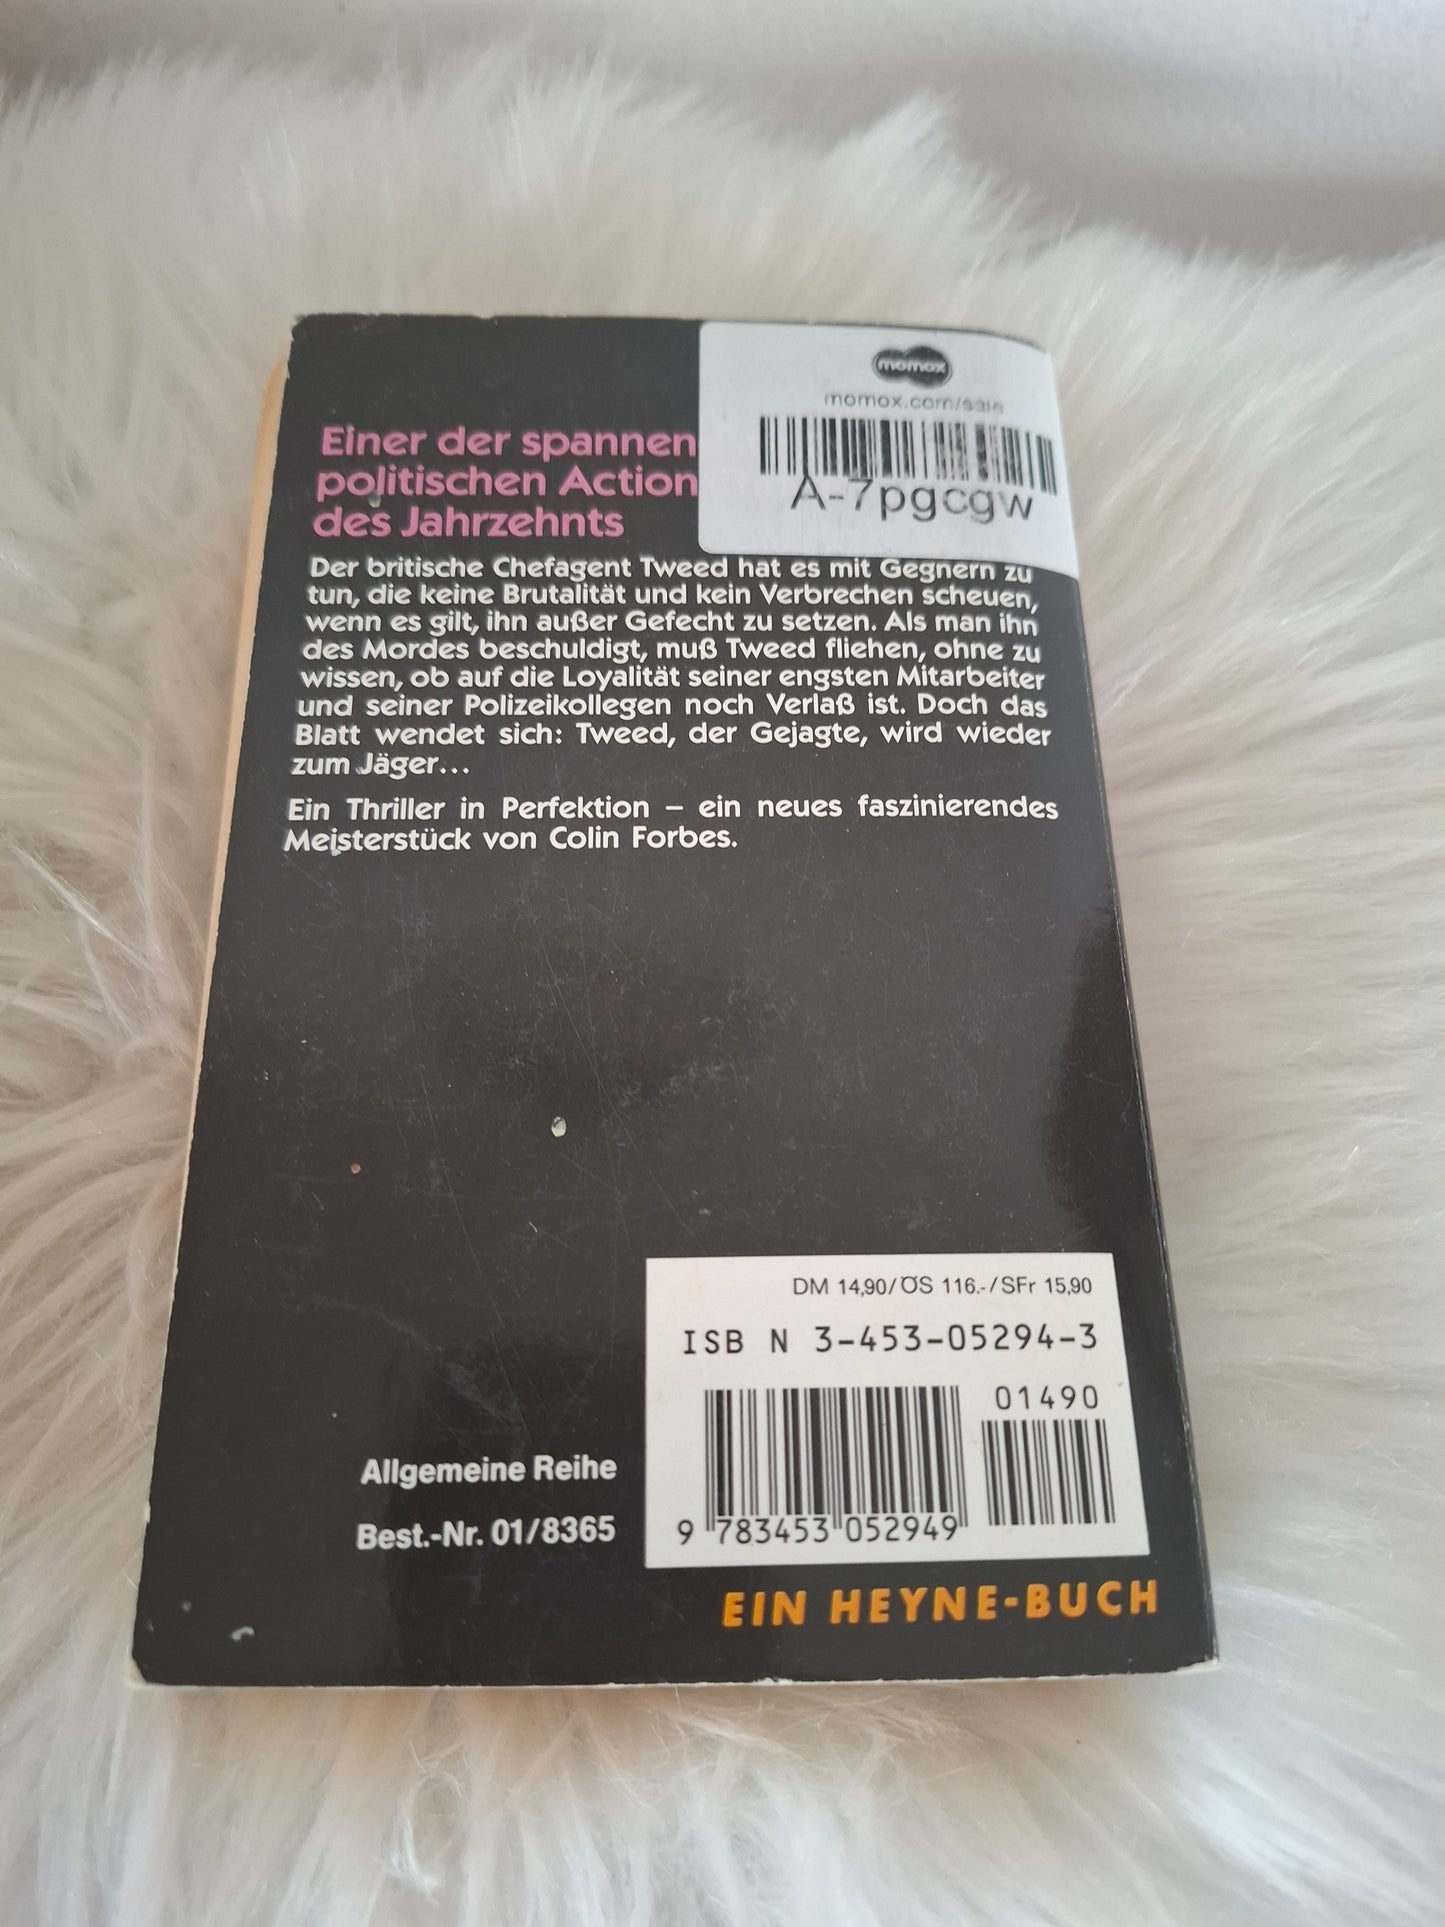 momox
momox.com/sale
A-7pgcgw
Einer der spannen
politischen Action
des Jahrzehnts
Der britische Chefagent Tweed hat es mit Gegnern zu
tun, die keine Brutalität und kein Verbrechen scheuen,
wenn es gilt, ihn außer Gefecht zu setzen. Als man ihn
des Mordes beschuldigt, muß Tweed fliehen, ohne zu
wissen, ob auf die Loyalität seiner engsten Mitarbeiter
und seiner Polizeikollegen noch Verlaß ist. Doch das
Blatt wendet sich: Tweed, der Gejagte, wird wieder
zum Jäger...
Ein Thriller in Perfektion – ein neues faszinierendes
Meisterstück von Colin Forbes.
DM 14,90/ÖS 116.-/SFr 15,90
ISBN 3-453-05294-3
01490
9 783453 052949
Allgemeine Reihe
Best.-Nr. 01/8365
EIN HEYNE-BUCH